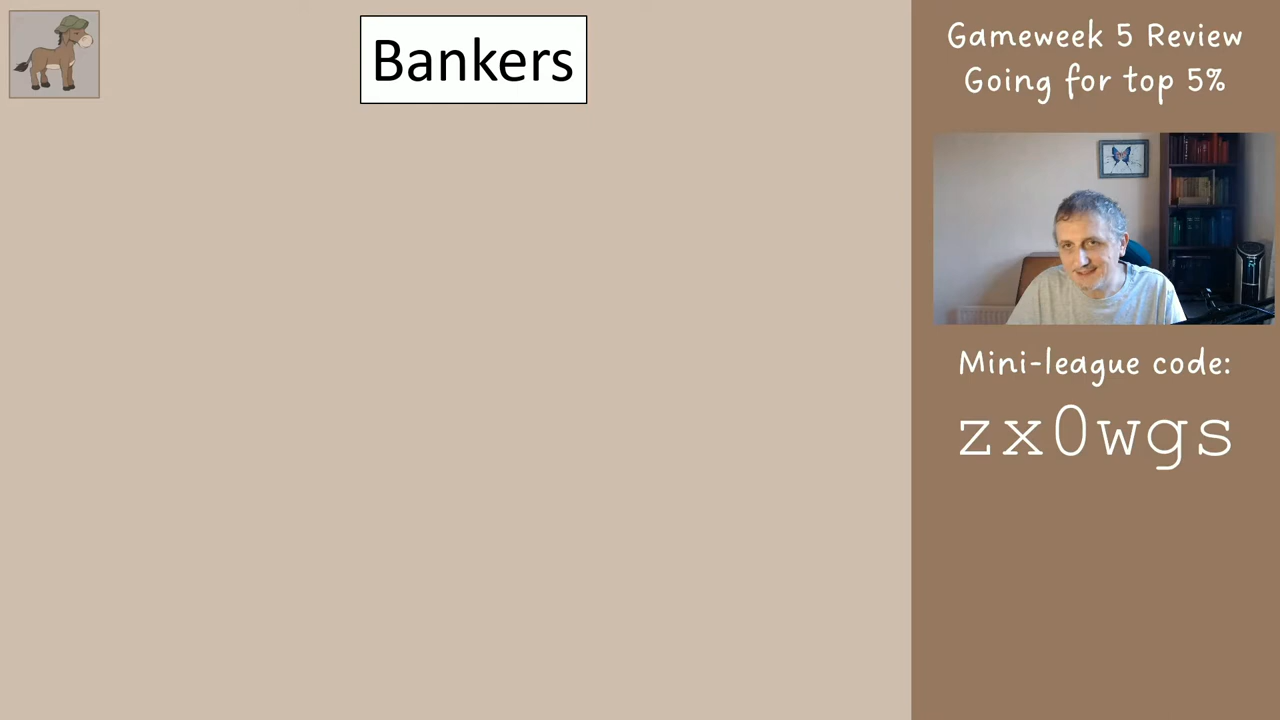 Bankers
Gameweek 5 Review
Going for top 5%
Mini-league code:
zx0wgs